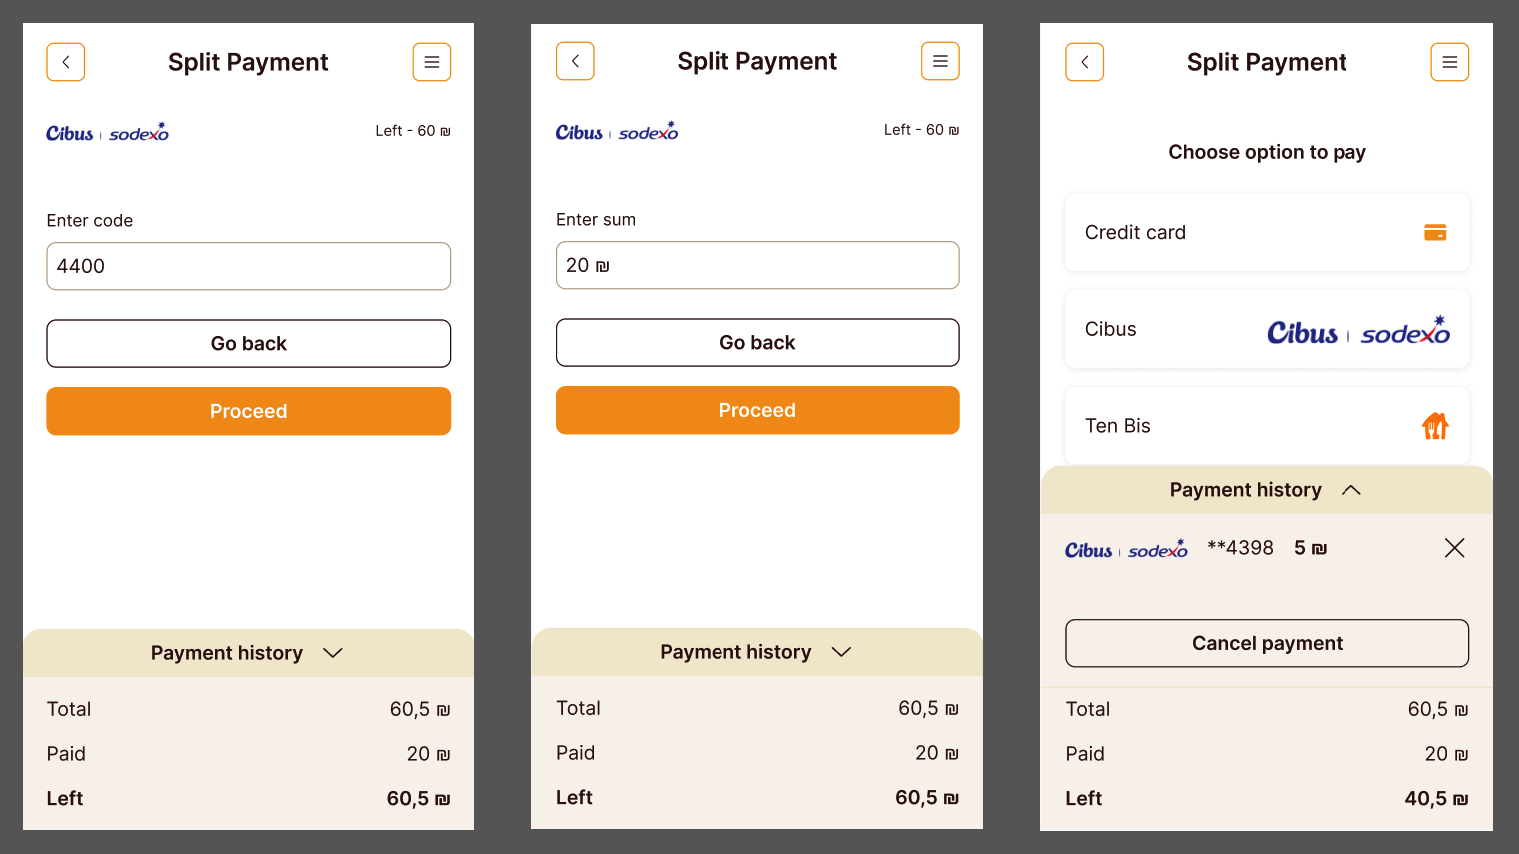 Split Payment
Cibus | sodexo
Left - 60 ₪
Enter code
4400
Go back
Proceed
Payment history
Total 60,5 ₪
Paid 20 ₪
Left 60,5 ₪
Split Payment
Cibus | sodexo
Left - 60 ₪
Enter sum
20 ₪
Go back
Proceed
Payment history
Total 60,5 ₪
Paid 20 ₪
Left 60,5 ₪
Split Payment
Choose option to pay
Credit card
Cibus Cibus | sodexo
Ten Bis
Payment history
Cibus | sodexo **4398 5 ₪
Cancel payment
Total 60,5 ₪
Paid 20 ₪
Left 40,5 ₪